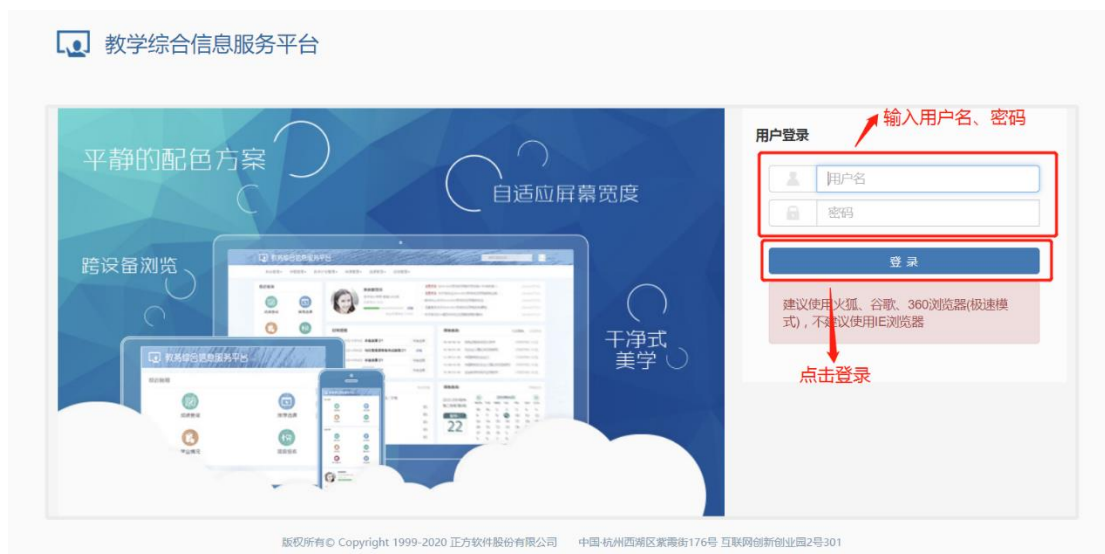 教学综合信息服务平台
输入用户名、密码
用户登录
平静的配色方案
自适应屏幕宽度
用户名
密码
跨设备浏览
登 录
教务综合信息服务平台
建议使用火狐、谷歌、360浏览器(极速模
式)，不建议使用IE浏览器
干净式
美学
教务综合信息服务平台
点击登录
22
版权所有© Copyright 1999-2020 正方软件股份有限公司 中国·杭州西湖区紫霞街176号 互联网创新创业园2号301